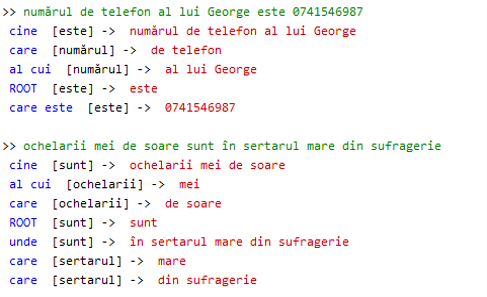 >> numărul de telefon al lui George este 0741546987
cine [este] -> numărul de telefon al lui George
care [numărul] -> de telefon
al cui [numărul] -> al lui George
ROOT [este] -> este
care este [este] -> 0741546987
>> ochelarii mei de soare sunt în sertarul mare din sufragerie
cine [sunt] -> ochelarii mei de soare
al cui [ochelarii] -> mei
care [ochelarii] -> de soare
ROOT [sunt] -> sunt
unde [sunt] -> în sertarul mare din sufragerie
care [sertarul] -> mare
care [sertarul] -> din sufragerie